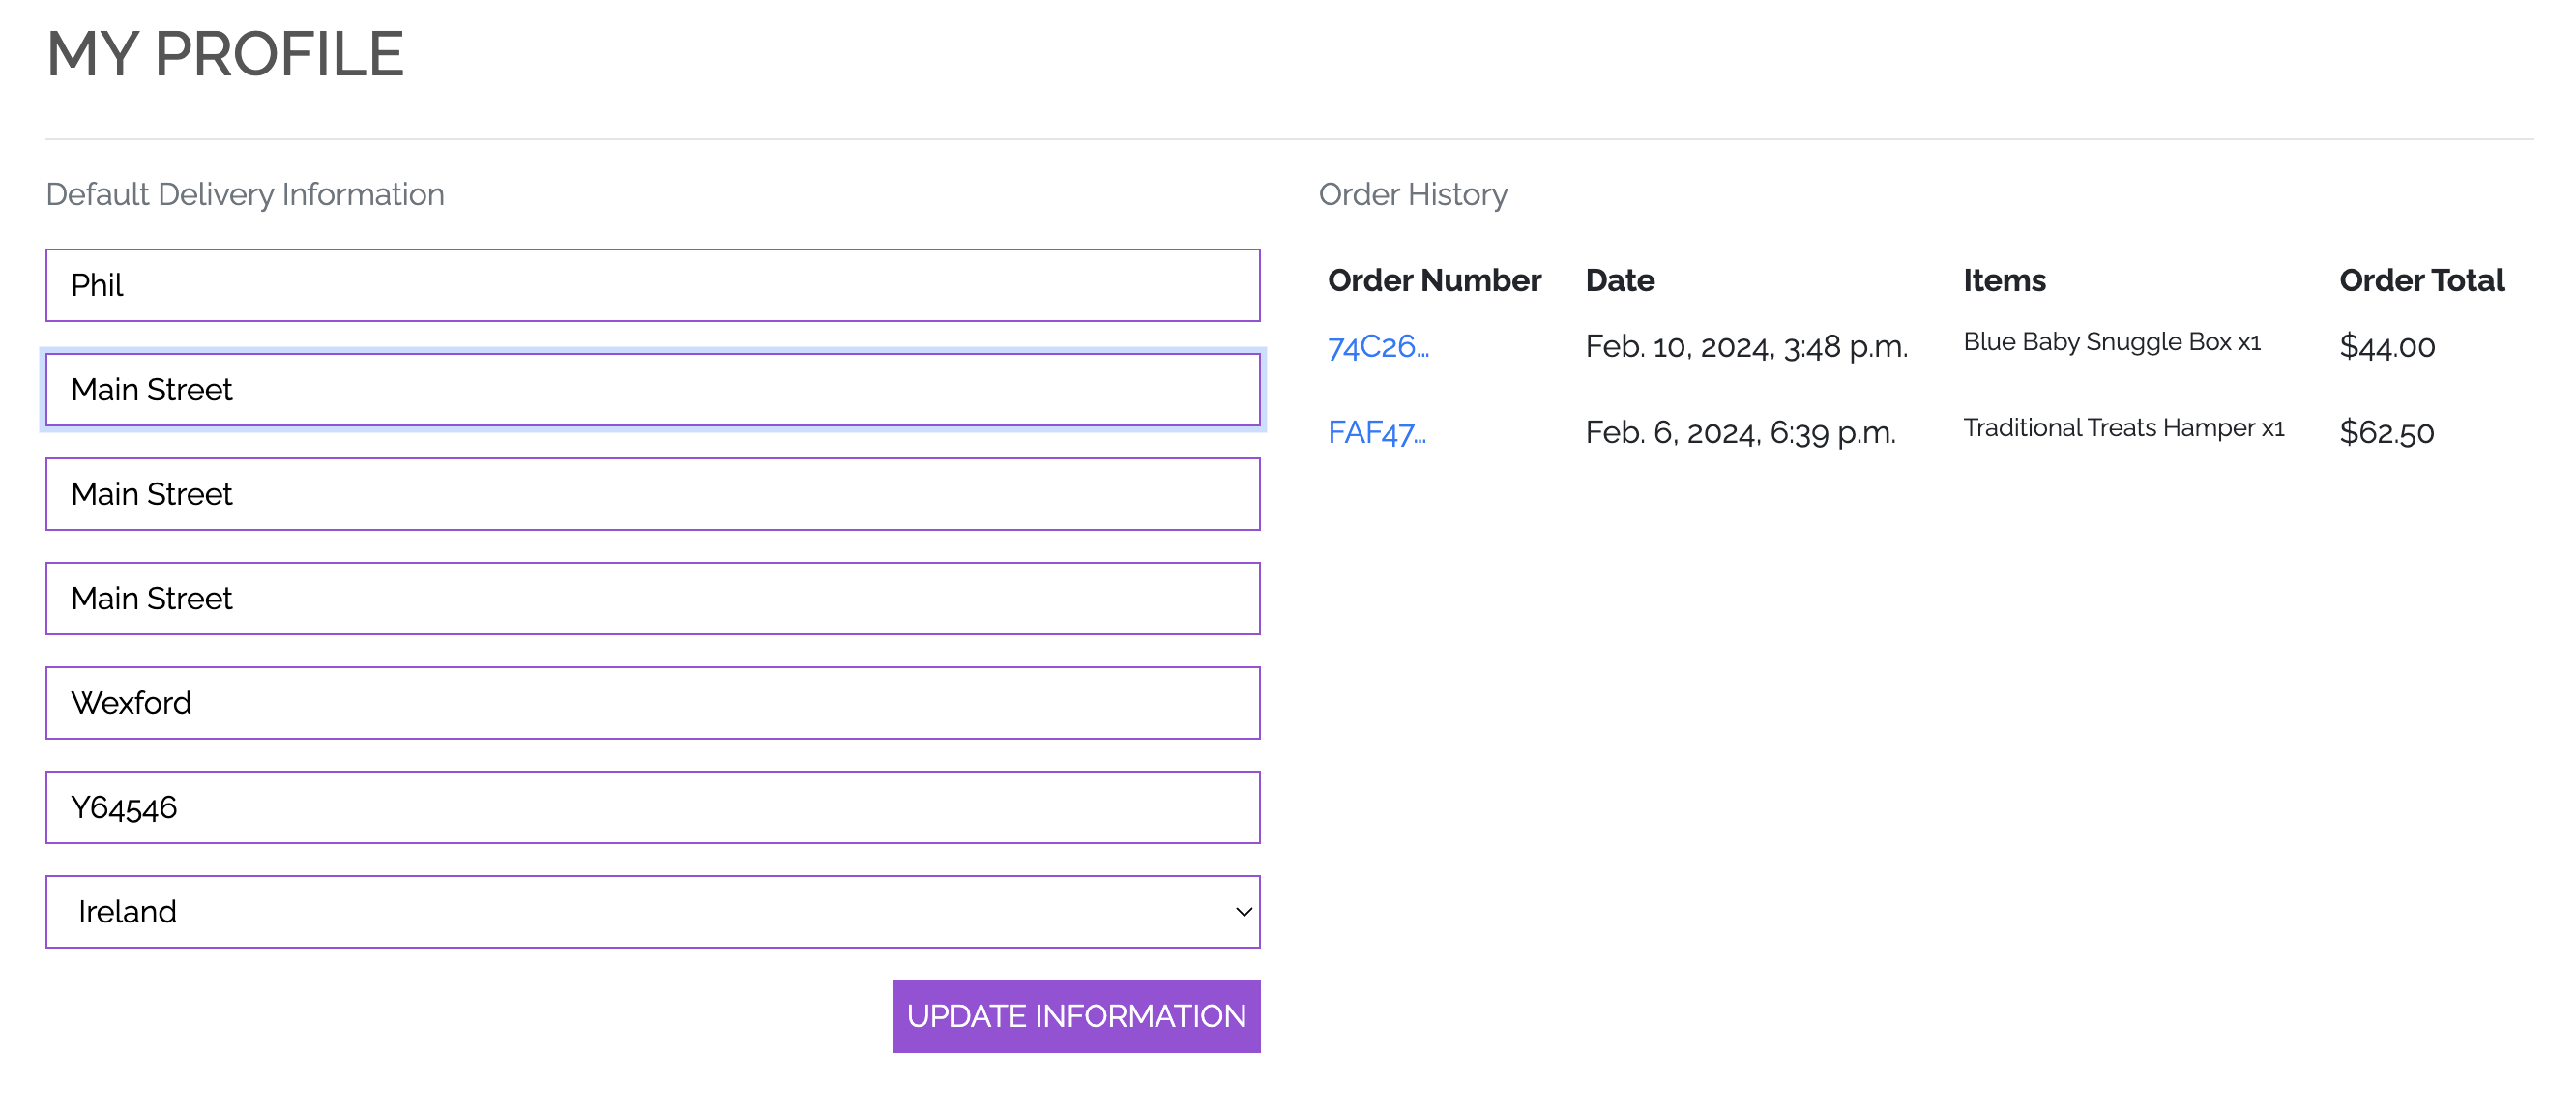 MY PROFILE
Default Delivery Information
Phil
Main Street
Main Street
Main Street
Wexford
Y64546
Ireland
UPDATE INFORMATION
Order History
Order Number Date Items Order Total
74C26... Feb. 10, 2024, 3:48 p.m. Blue Baby Snuggle Box x1 $44.00
FAF47... Feb. 6, 2024, 6:39 p.m. Traditional Treats Hamper x1 $62.50